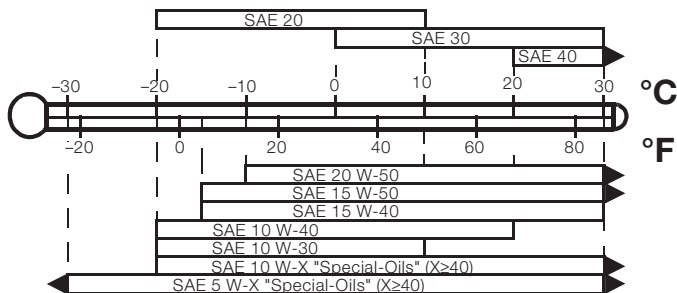 SAE 20
SAE 30
SAE 40
–30 –20 –10 0 10 20 30 °C
–20 0 20 40 60 80 °F
SAE 20 W-50
SAE 15 W-50
SAE 15 W-40
SAE 10 W-40
SAE 10 W-30
SAE 10 W-X "Special-Oils" (X≥40)
SAE 5 W-X "Special-Oils" (X≥40)